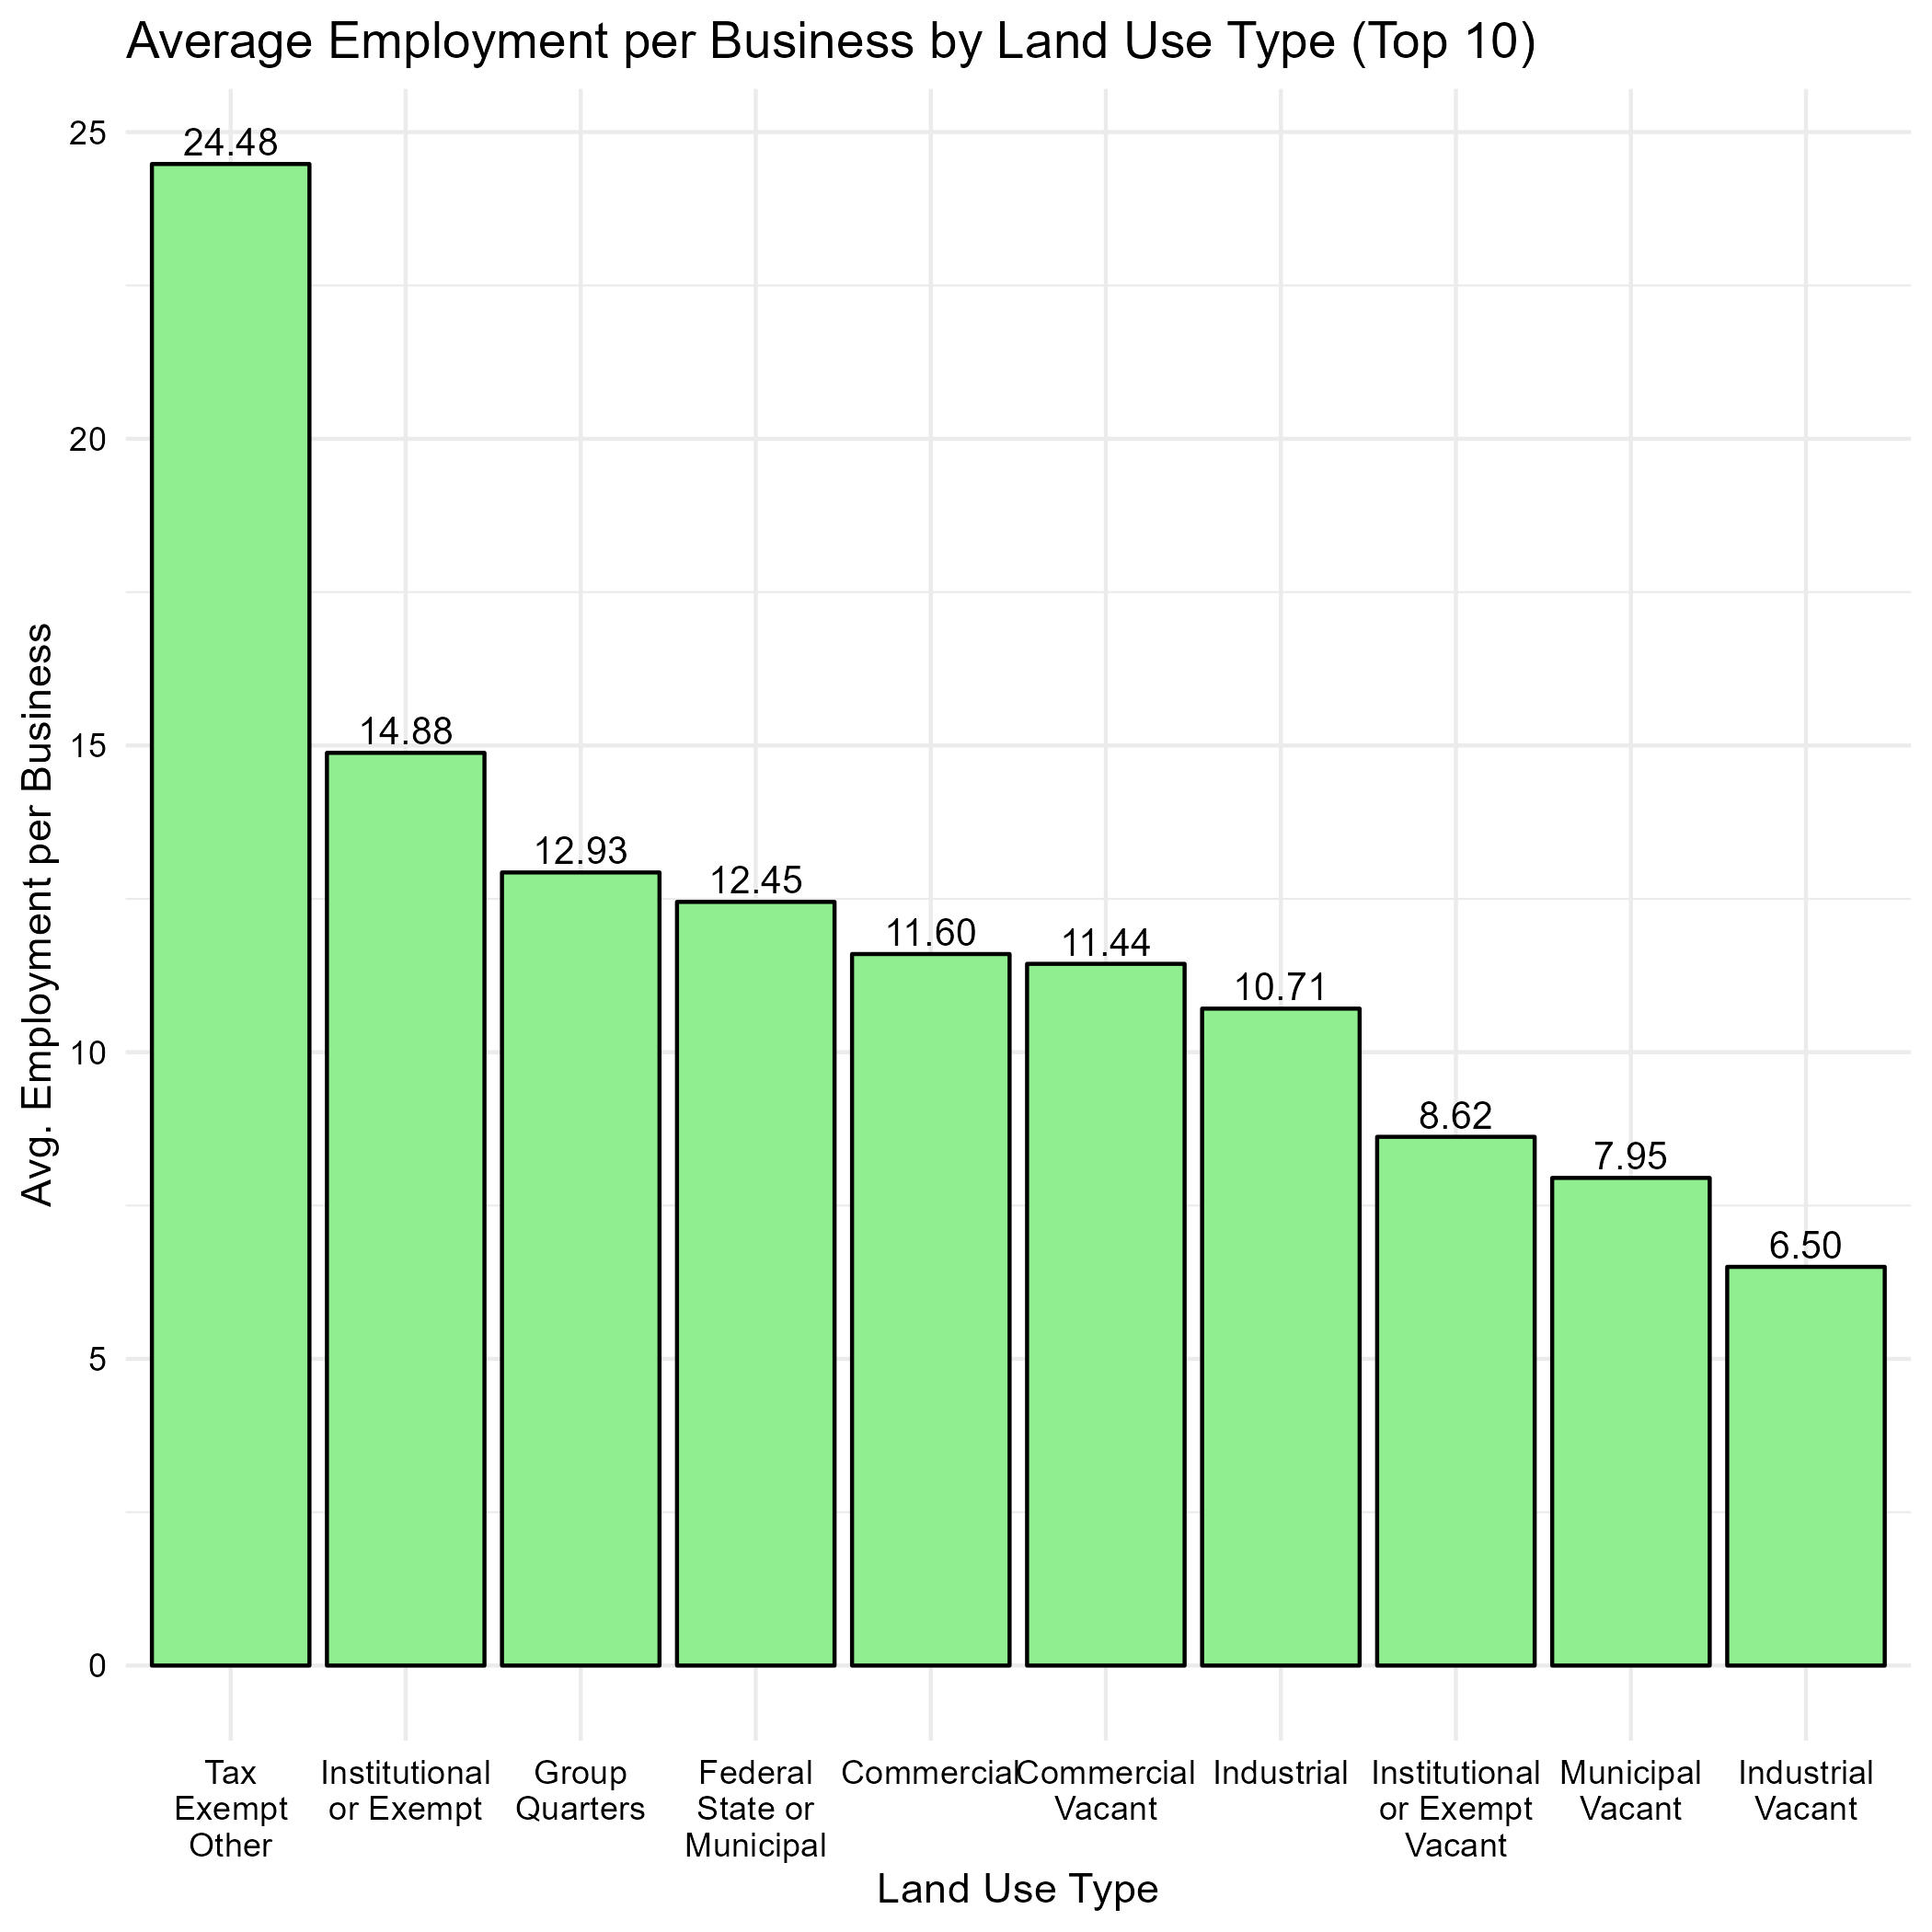 Average Employment per Business by Land Use Type (Top 10)
Avg. Employment per Business
25
20
15
10
5
0
24.48
14.88
12.93
12.45
11.60
11.44
10.71
8.62
7.95
6.50
Tax
Exempt
Other
Institutional
or Exempt
Group
Quarters
Federal
State or
Municipal
Commercial
Commercial
Vacant
Industrial
Institutional
or Exempt
Vacant
Municipal
Vacant
Industrial
Vacant
Land Use Type